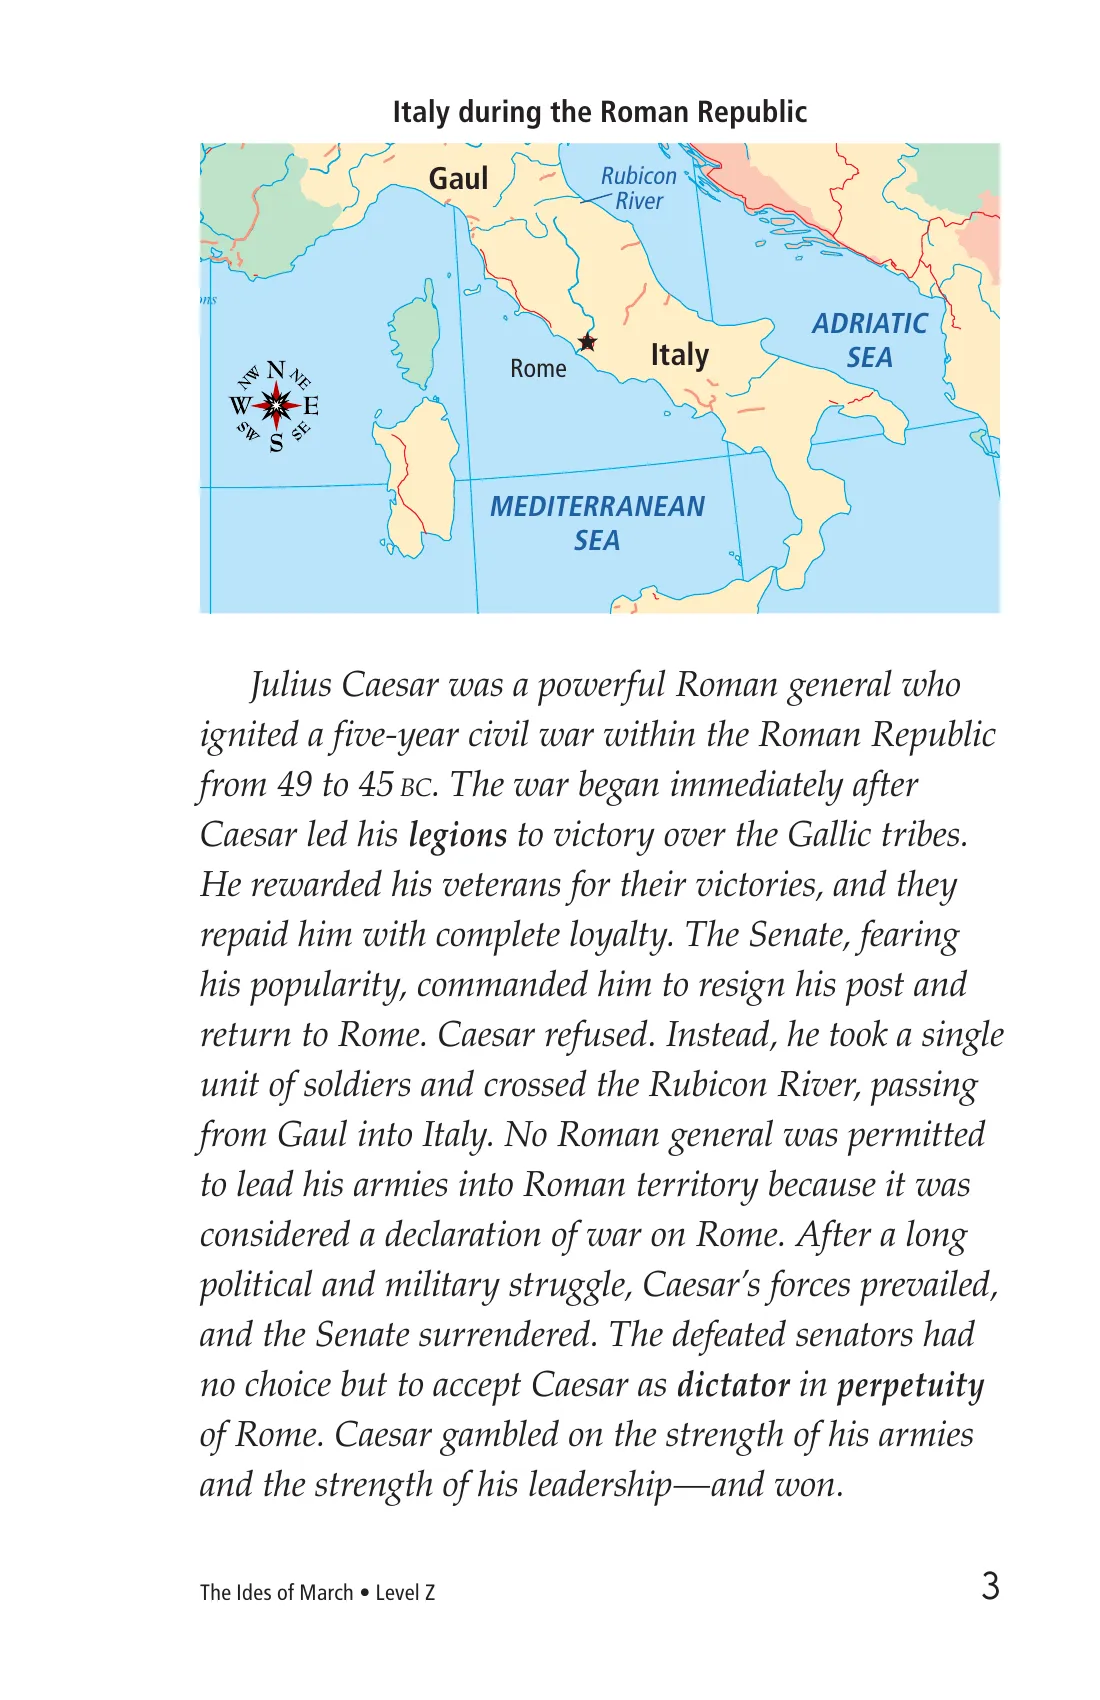 Italy during the Roman Republic
Gaul
Rubicon
River
ons
ADRIATIC
SEA
Italy
Rome
N
NE
E
SE
S
SW
W
NW
MEDITERRANEAN
SEA
Julius Caesar was a powerful Roman general who
ignited a five-year civil war within the Roman Republic
from 49 to 45 BC. The war began immediately after
Caesar led his legions to victory over the Gallic tribes.
He rewarded his veterans for their victories, and they
repaid him with complete loyalty. The Senate, fearing
his popularity, commanded him to resign his post and
return to Rome. Caesar refused. Instead, he took a single
unit of soldiers and crossed the Rubicon River, passing
from Gaul into Italy. No Roman general was permitted
to lead his armies into Roman territory because it was
considered a declaration of war on Rome. After a long
political and military struggle, Caesar’s forces prevailed,
and the Senate surrendered. The defeated senators had
no choice but to accept Caesar as dictator in perpetuity
of Rome. Caesar gambled on the strength of his armies
and the strength of his leadership—and won.
The Ides of March • Level Z
3